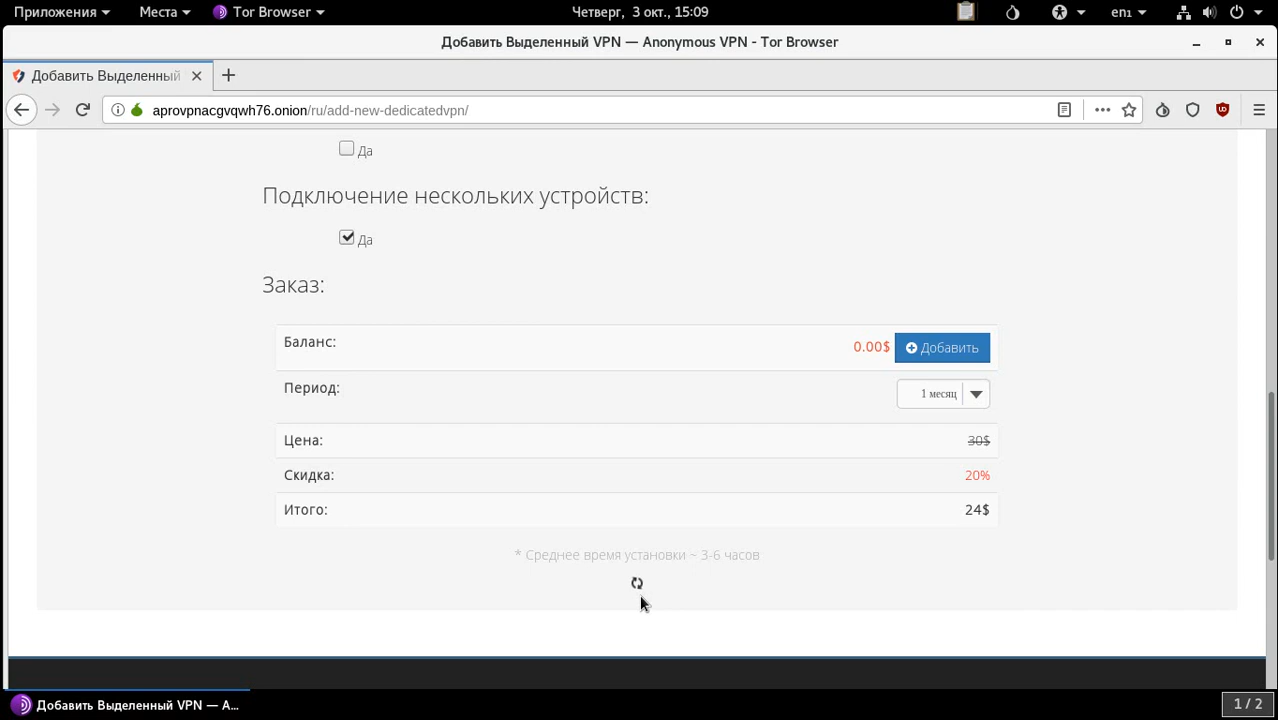 Приложения Места Tor Browser Четверг, 3 окт., 15:09 en₁
Добавить Выделенный VPN — Anonymous VPN - Tor Browser
Добавить Выделенный
aprovpnacgvqwh76.onion/ru/add-new-dedicatedvpn/
Да
Подключение нескольких устройств:
Да
Заказ:
Баланс: 0.00$ Добавить
Период: 1 месяц
Цена: 30$
Скидка: 20%
Итого: 24$
* Среднее время установки ~ 3-6 часов
Добавить Выделенный VPN — A...
1 / 2